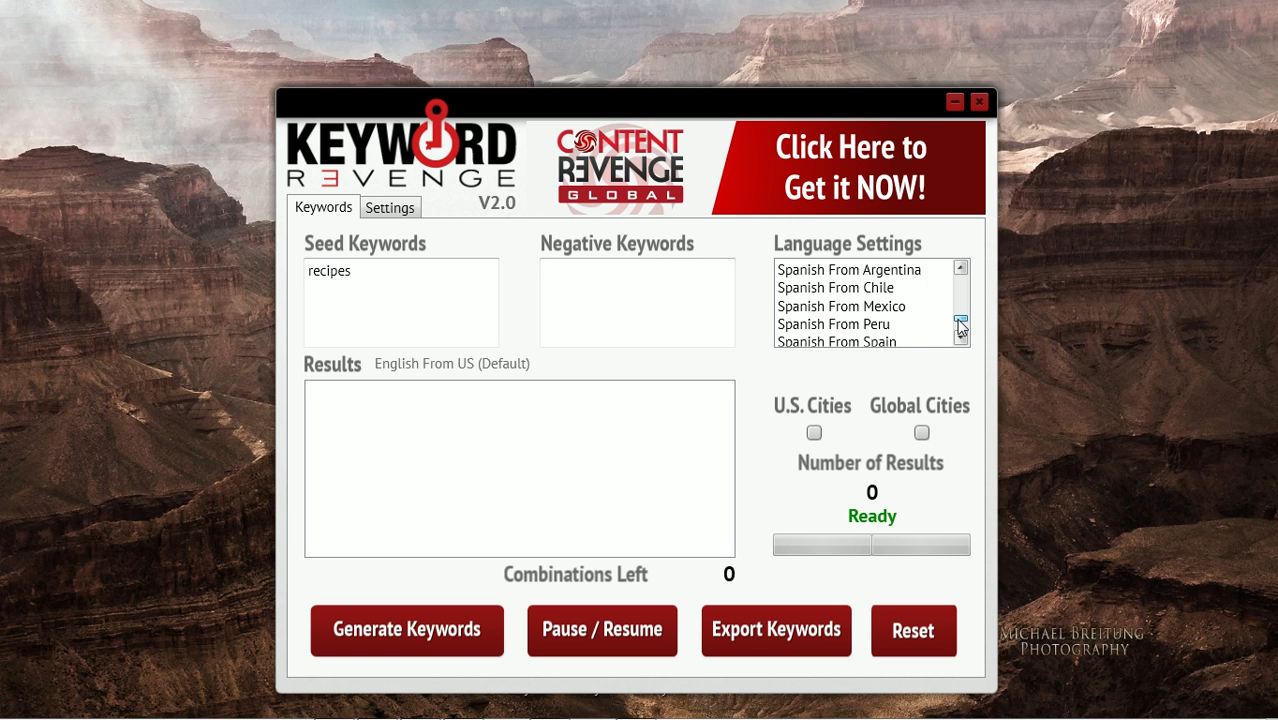 KEYWORD
REVENGE
V2.0
CONTENT
REVENGE
GLOBAL
Click Here to
Get it NOW!
Keywords
Settings
Seed Keywords
Negative Keywords
Language Settings
recipes
Spanish From Argentina
Spanish From Chile
Spanish From Mexico
Spanish From Peru
Spanish From Spain
Results
English From US (Default)
U.S. Cities
Global Cities
Number of Results
0
Ready
Combinations Left
0
Generate Keywords
Pause / Resume
Export Keywords
Reset
MICHAEL BREITUNG
PHOTOGRAPHY